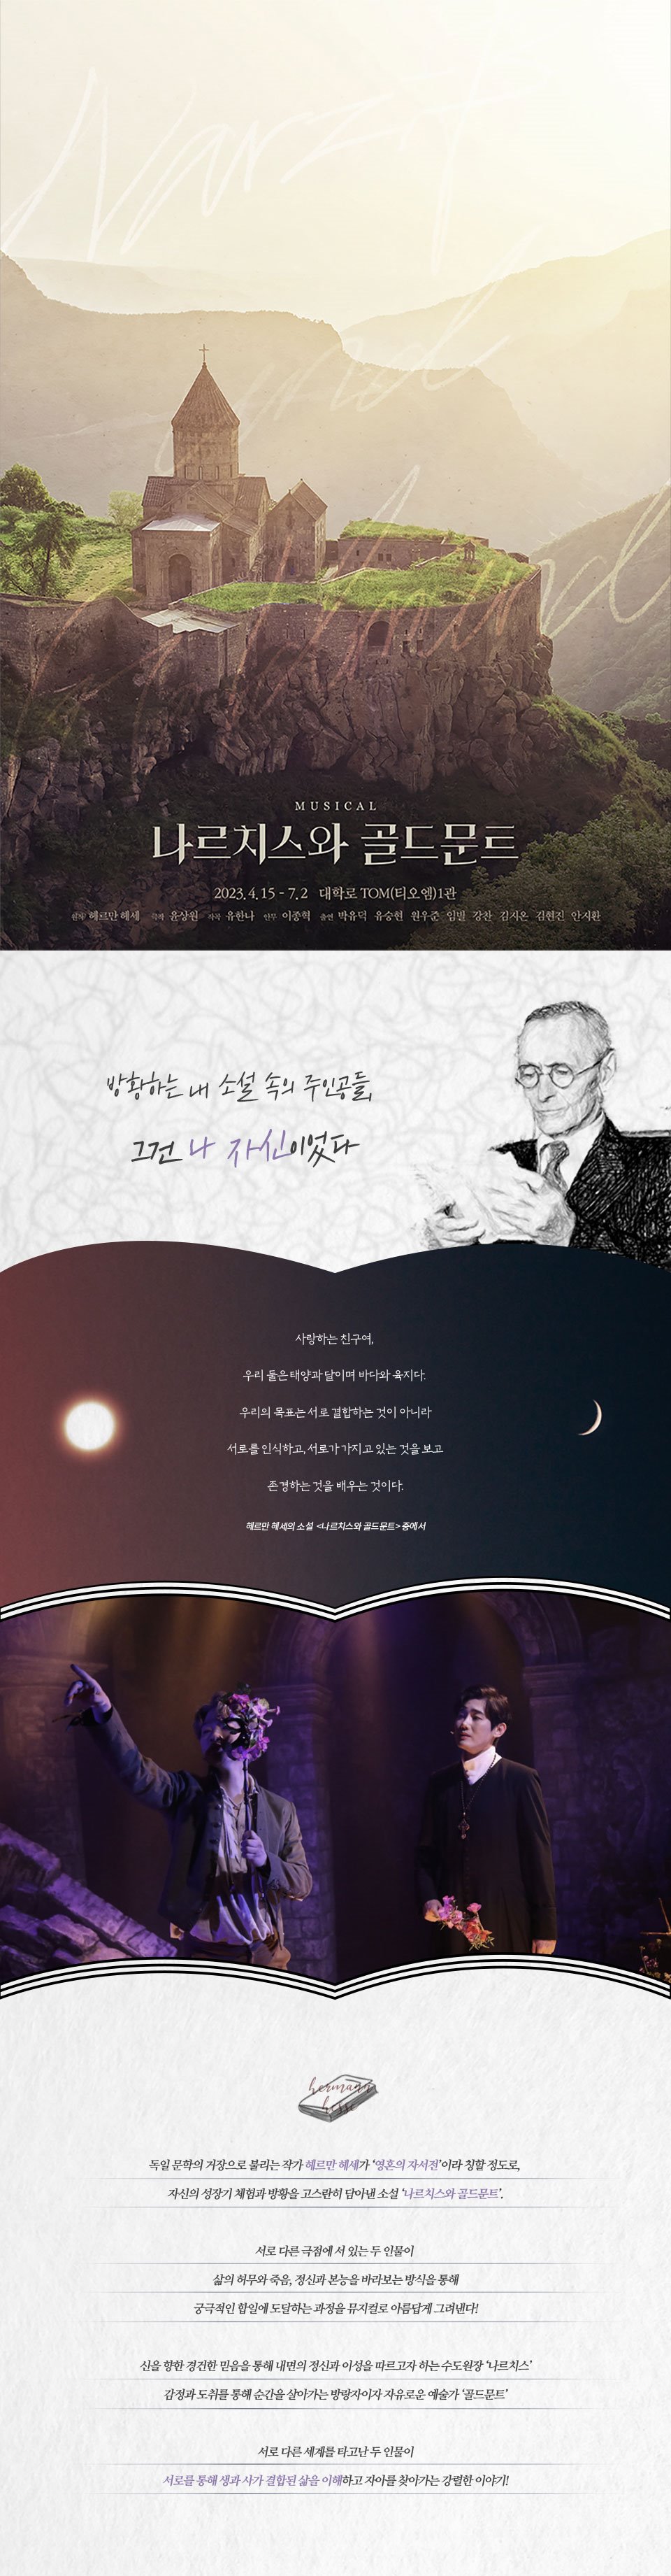 Narziß
und
Goldmund
MUSICAL
나르치스와 골드문트
2023. 4. 15 - 7. 2 대학로 TOM(티오엠)1관
원작 헤르만 헤세 극작 윤상원 작곡 유한나 안무 이종혁 출연 박유덕 유승현 원우준 임별 강찬 김지온 김현진 안지환
방황하는 내 소설 속의 주인공들,
그건 나 자신이었다
사랑하는 친구여,
우리 둘은 태양과 달이며 바다와 육지다.
우리의 목표는 서로 결합하는 것이 아니라
서로를 인식하고, 서로가 가지고 있는 것을 보고
존경하는 것을 배우는 것이다.
헤르만 헤세의 소설 <나르치스와 골드문트> 중에서
hermann
hesse
독일 문학의 거장으로 불리는 작가 헤르만 헤세가 ‘영혼의 자서전’이라 칭할 정도로,
자신의 성장기 체험과 방황을 고스란히 담아낸 소설 ‘나르치스와 골드문트’.
서로 다른 극점에 서 있는 두 인물이
삶의 허무와 죽음, 정신과 본능을 바라보는 방식을 통해
궁극적인 합일에 도달하는 과정을 뮤지컬로 아름답게 그려낸다!
신을 향한 경건한 믿음을 통해 내면의 정신과 이성을 따르고자 하는 수도원장 ‘나르치스’
감정과 도취를 통해 순간을 살아가는 방랑자이자 자유로운 예술가 ‘골드문트’
서로 다른 세계를 타고난 두 인물이
서로를 통해 생과 사가 결합된 삶을 이해하고 자아를 찾아가는 강렬한 이야기!